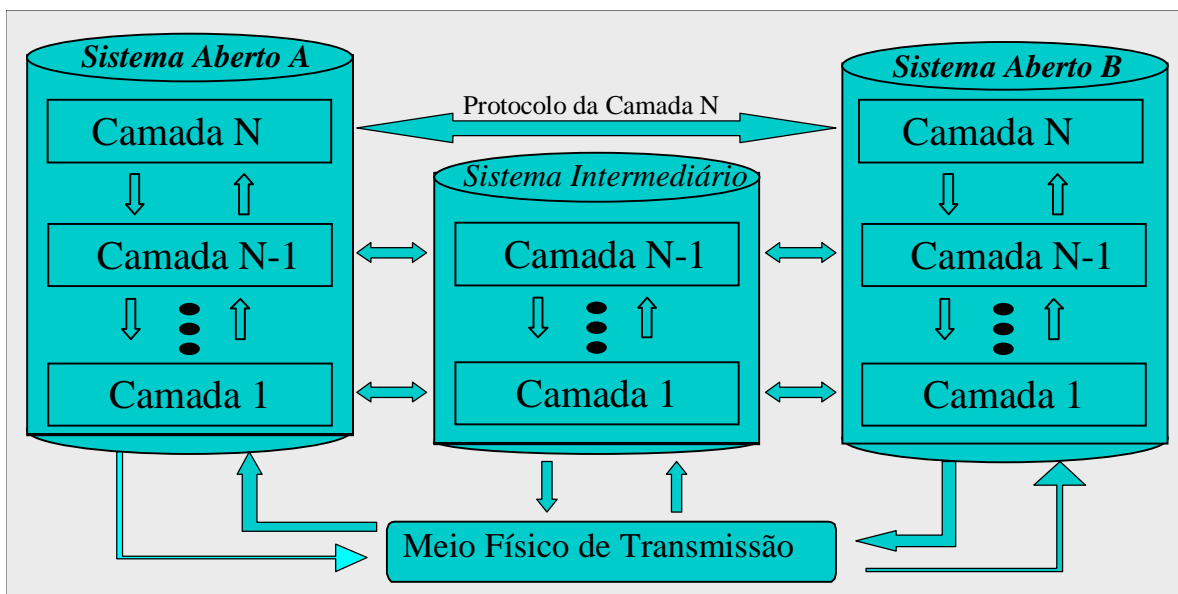 Sistema Aberto A
Camada N
Camada N-1
Camada 1
Protocolo da Camada N
Sistema Intermediárío
Camada N-1
Camada 1
Sistema Aberto B
Camada N
Camada N-1
Camada 1
Meio Físico de Transmissão